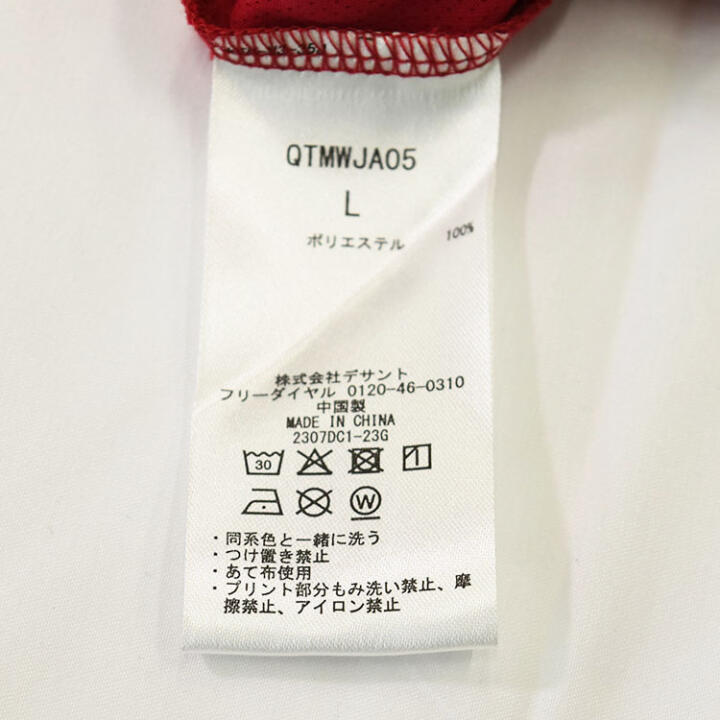 QTMWJA05
L
ポリエステル 100%
株式会社デサント
フリーダイヤル 0120-46-0310
中国製
MADE IN CHINA
2307DC1-23G
30
W
・同系色と一緒に洗う
・つけ置き禁止
・あて布使用
・プリント部分もみ洗い禁止、摩
擦禁止、アイロン禁止